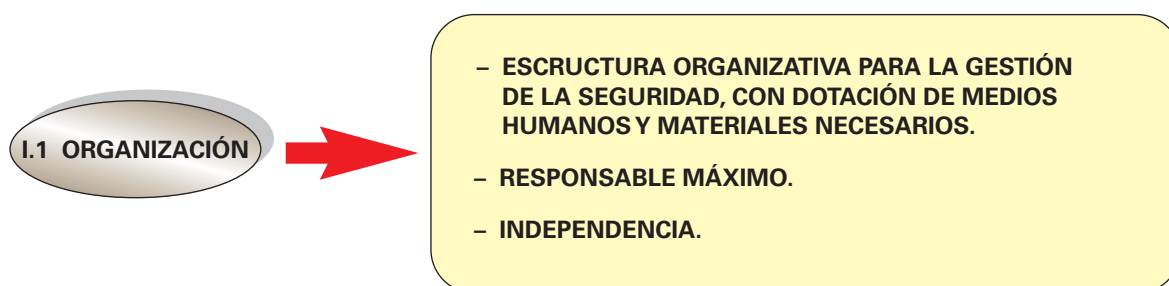 I.1 ORGANIZACIÓN
– ESCRUCTURA ORGANIZATIVA PARA LA GESTIÓN
DE LA SEGURIDAD, CON DOTACIÓN DE MEDIOS
HUMANOS Y MATERIALES NECESARIOS.
– RESPONSABLE MÁXIMO.
– INDEPENDENCIA.